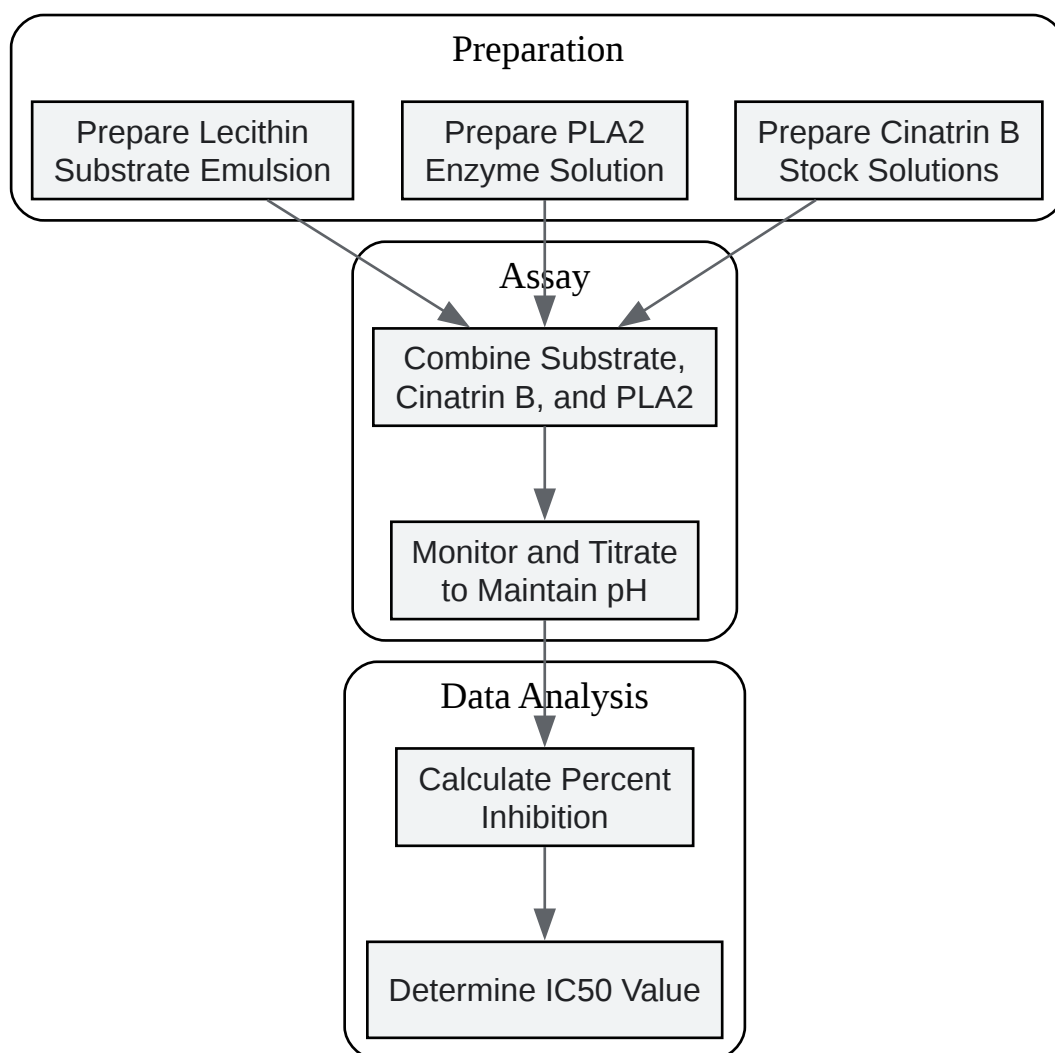 Preparation
Prepare Lecithin
Substrate Emulsion
Prepare PLA2
Enzyme Solution
Prepare Cinatrin B
Stock Solutions
Assay
Combine Substrate,
Cinatrin B, and PLA2
Monitor and Titrate
to Maintain pH
Data Analysis
Calculate Percent
Inhibition
Determine IC50 Value